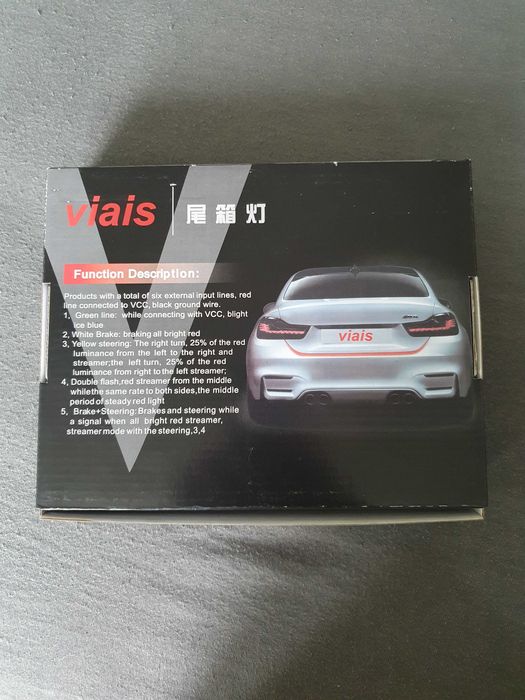 viais
尾箱灯
Function Description:
Products with a total of six external input lines, red
line connected to VCC, black ground wire.
1, Green line: while connecting with VCC, blight
ice blue
2, White Brake: braking all bright red
3, Yellow steering: The right turn, 25% of the red
luminance from the left to the right and
streamer;the left turn, 25% of the red
luminance from right to the left streamer;
4, Double flash,red streamer from the middle
whilethe same rate to both sides,the middle
period of steady red light
5, Brake+Steering:Brakes and steering while
a signal when all bright red streamer,
streamer mode with the steering,3,4
viais